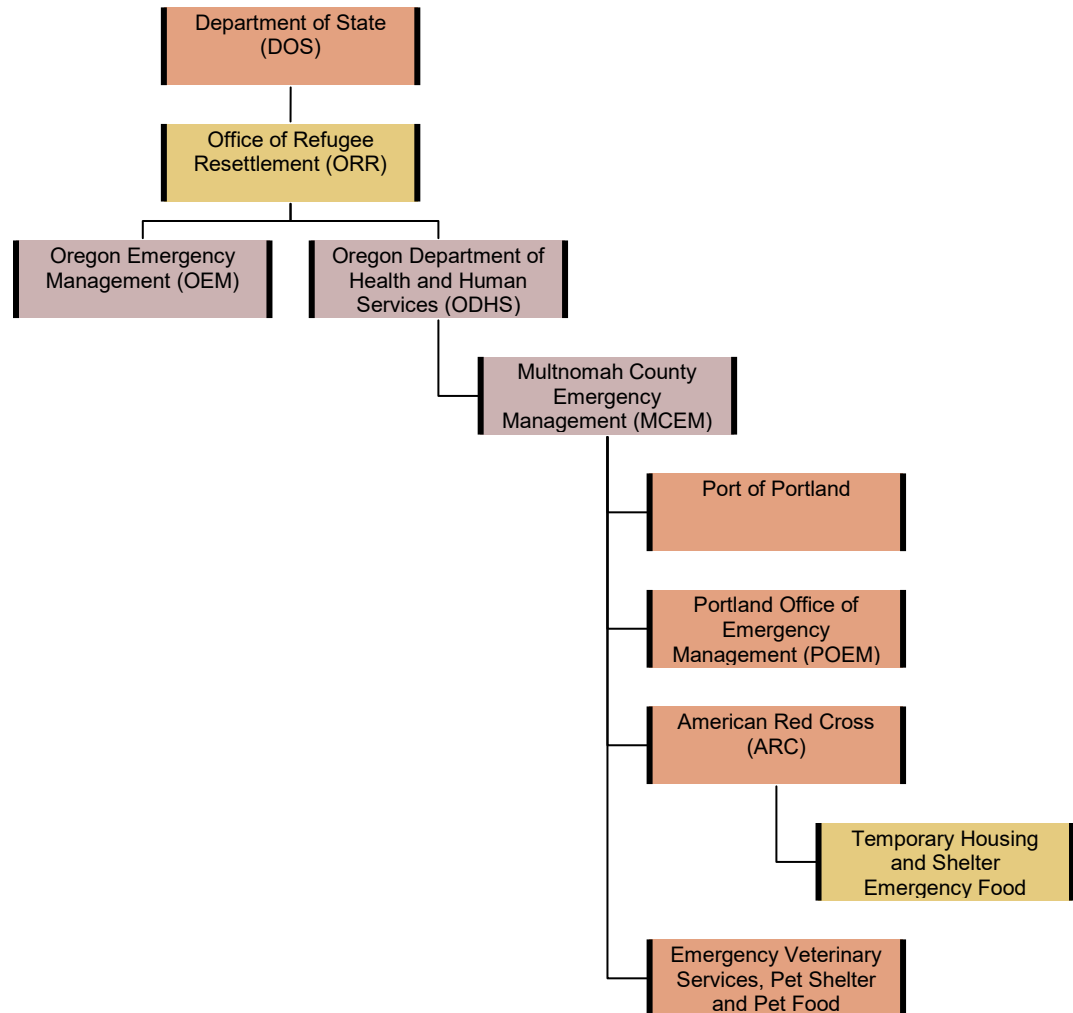 Department of State
(DOS)
Office of Refugee
Resettlement (ORR)
Oregon Emergency
Management (OEM)
Oregon Department of
Health and Human
Services (ODHS)
Multnomah County
Emergency
Management (MCEM)
Port of Portland
Portland Office of
Emergency
Management (POEM)
American Red Cross
(ARC)
Temporary Housing
and Shelter
Emergency Food
Emergency Veterinary
Services, Pet Shelter
and Pet Food